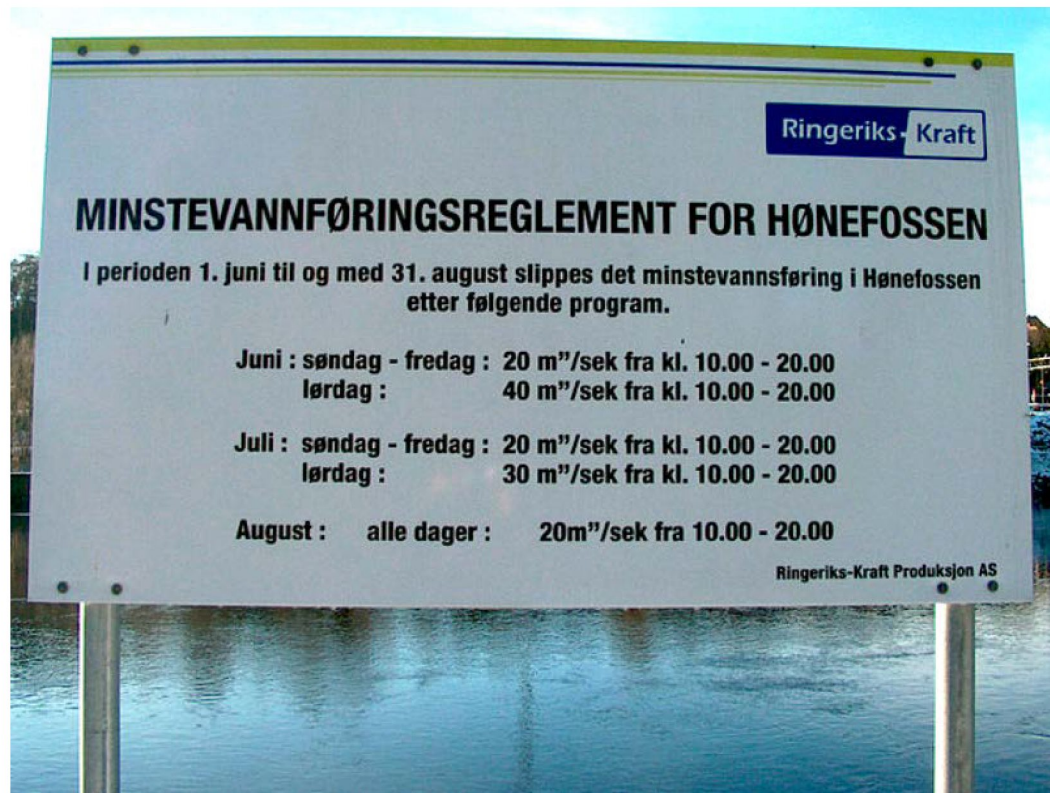 Ringeriks-Kraft
MINSTEVANNFØRINGSREGLEMENT FOR HØNEFOSSEN
I perioden 1. juni til og med 31. august slippes det minstevannsføring i Hønefossen
etter følgende program.
Juni : søndag - fredag : 20 m”/sek fra kl. 10.00 - 20.00
lørdag : 40 m”/sek fra kl. 10.00 - 20.00
Juli : søndag - fredag : 20 m”/sek fra kl. 10.00 - 20.00
lørdag : 30 m”/sek fra kl. 10.00 - 20.00
August : alle dager : 20m”/sek fra 10.00 - 20.00
Ringeriks-Kraft Produksjon AS